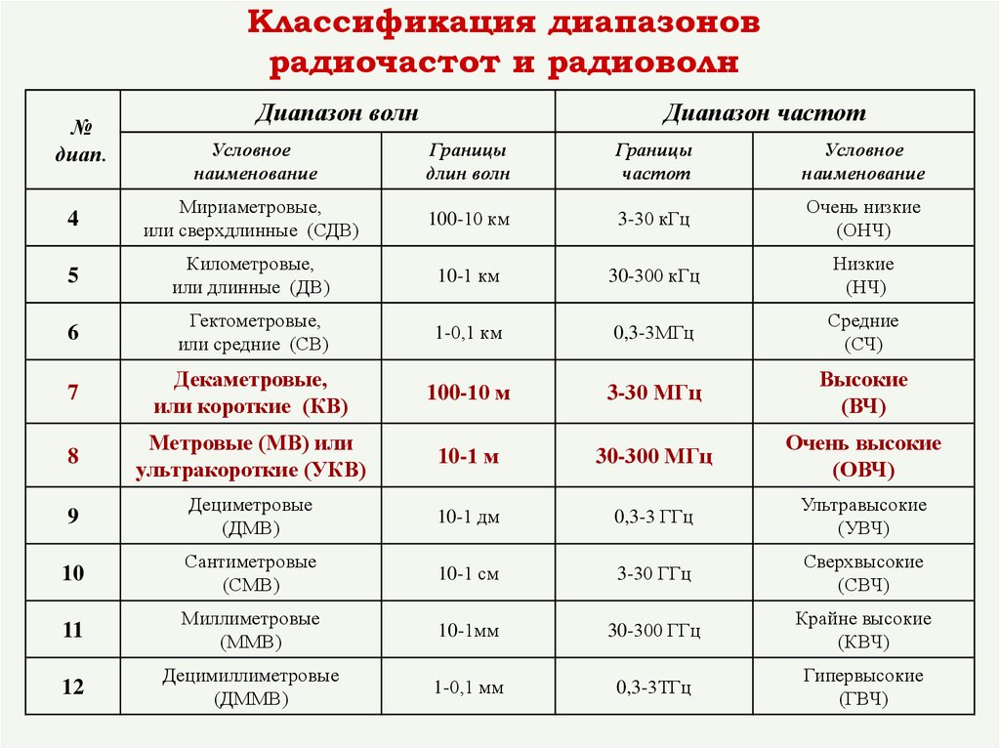 Классификация диапазонов
радиочастот и радиоволн
№
диап.
Диапазон волн
Диапазон частот
Условное
наименование
Границы
длин волн
Границы
частот
Условное
наименование
4
Мириаметровые,
или сверхдлинные (СДВ)
100-10 км
3-30 кГц
Очень низкие
(ОНЧ)
5
Километровые,
или длинные (ДВ)
10-1 км
30-300 кГц
Низкие
(НЧ)
6
Гектометровые,
или средние (СВ)
1-0,1 км
0,3-3МГц
Средние
(СЧ)
7
Декаметровые,
или короткие (КВ)
100-10 м
3-30 МГц
Высокие
(ВЧ)
8
Метровые (МВ) или
ультракороткие (УКВ)
10-1 м
30-300 МГц
Очень высокие
(ОВЧ)
9
Дециметровые
(ДМВ)
10-1 дм
0,3-3 ГГц
Ультравысокие
(УВЧ)
10
Сантиметровые
(СМВ)
10-1 см
3-30 ГГц
Сверхвысокие
(СВЧ)
11
Миллиметровые
(ММВ)
10-1мм
30-300 ГГц
Крайне высокие
(КВЧ)
12
Децимиллиметровые
(ДММВ)
1-0,1 мм
0,3-3ТГц
Гипервысокие
(ГВЧ)